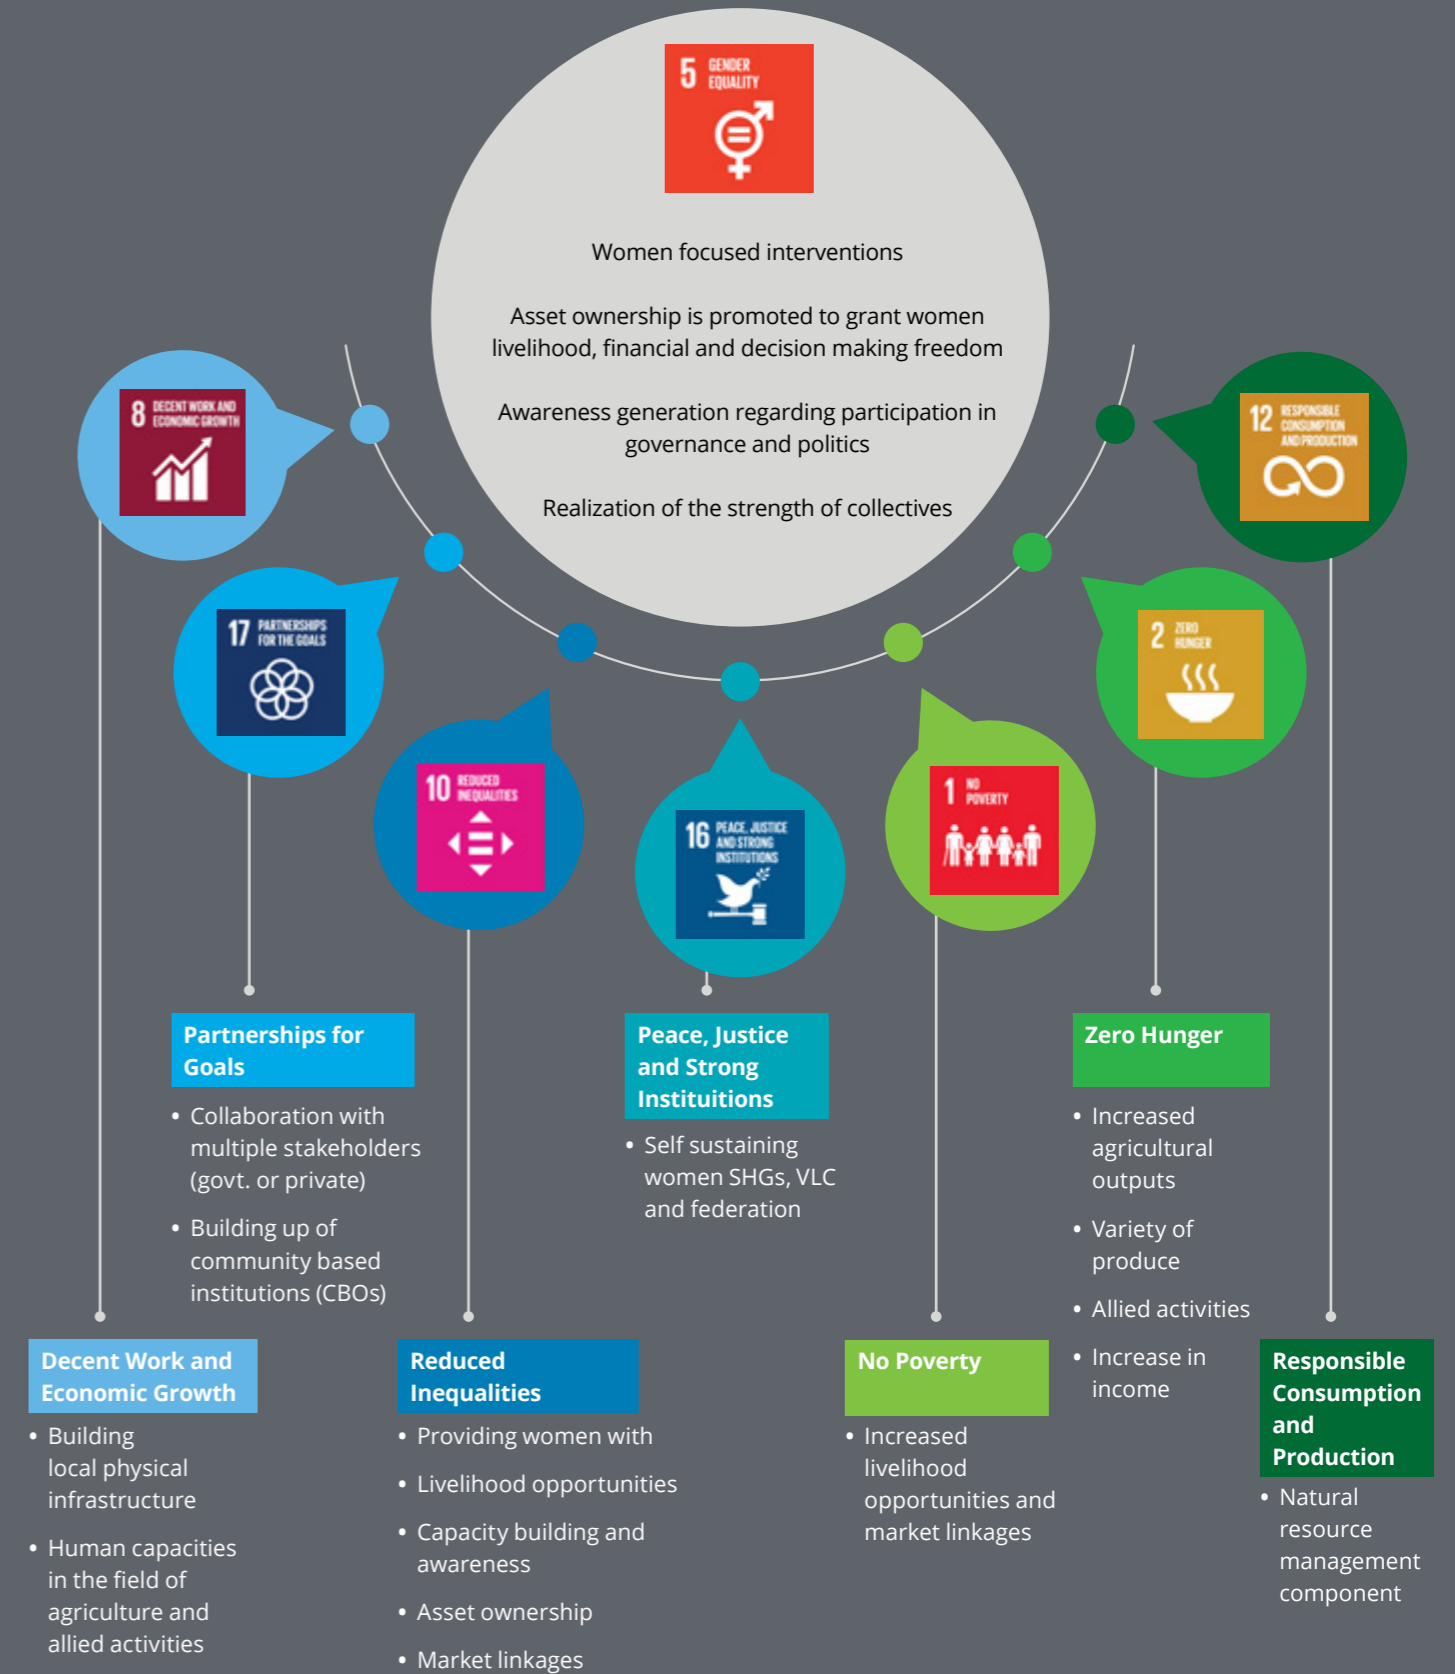 5 GENDER
EQUALITY
Women focused interventions
Asset ownership is promoted to grant women
livelihood, financial and decision making freedom
Awareness generation regarding participation in
governance and politics
Realization of the strength of collectives
8 DECENT WORK AND
ECONOMIC GROWTH
17 PARTNERSHIPS
FOR THE GOALS
10 REDUCED
INEQUALITIES
16 PEACE, JUSTICE
AND STRONG
INSTITUTIONS
1 NO
POVERTY
2 ZERO
HUNGER
12 RESPONSIBLE
CONSUMPTION
AND PRODUCTION
Partnerships for
Goals
• Collaboration with
multiple stakeholders
(govt. or private)
• Building up of
community based
institutions (CBOs)
Peace, Justice
and Strong
Instituitions
• Self sustaining
women SHGs, VLC
and federation
Zero Hunger
• Increased
agricultural
outputs
• Variety of
produce
• Allied activities
• Increase in
income
Decent Work and
Economic Growth
• Building
local physical
infrastructure
• Human capacities
in the field of
agriculture and
allied activities
Reduced
Inequalities
• Providing women with
• Livelihood opportunities
• Capacity building and
awareness
• Asset ownership
• Market linkages
No Poverty
• Increased
livelihood
opportunities and
market linkages
Responsible
Consumption
and
Production
• Natural
resource
management
component